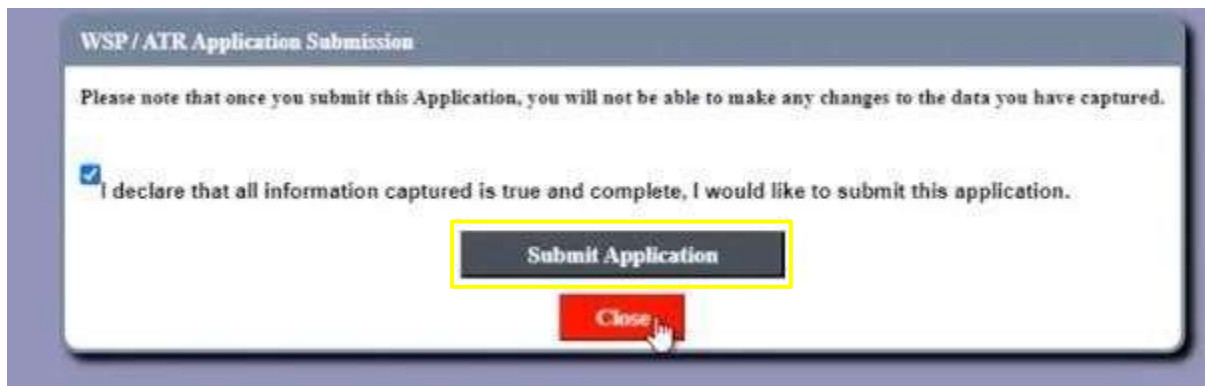 WSP / ATR Application Submission
Please note that once you submit this Application, you will not be able to make any changes to the data you have captured.
I declare that all information captured is true and complete, I would like to submit this application.
Submit Application
Close